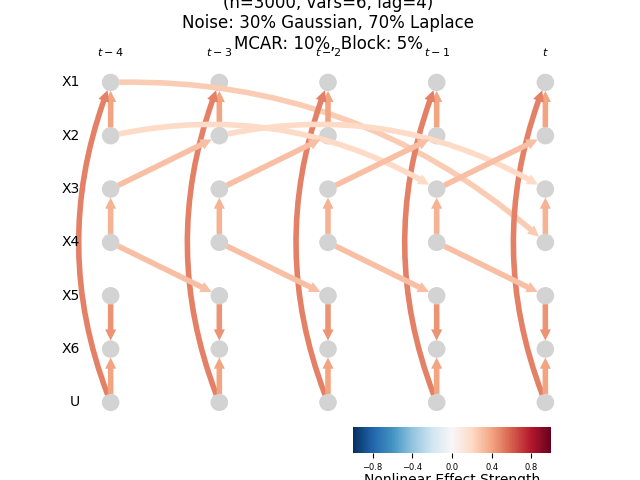 (n=3000, vars=6, lag=4)
Noise: 30% Gaussian, 70% Laplace
MCAR: 10%, Block: 5%
t − 4 t − 3 t − 2 t − 1 t
X1
X2
X3
X4
X5
X6
U
−0.8 −0.4 0.0 0.4 0.8
Nonlinear Effect Strength